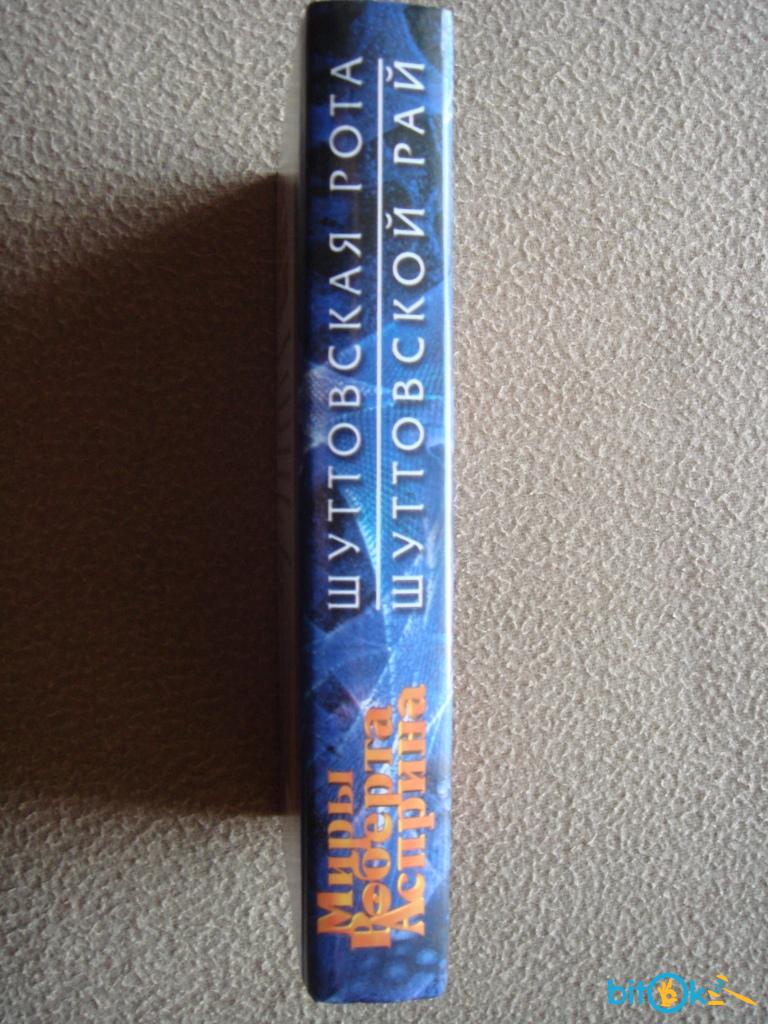 Миры
Роберта
Асприна
ШУТТОВСКАЯ РОТА
ШУТТОВСКОЙ РАЙ
bitOk